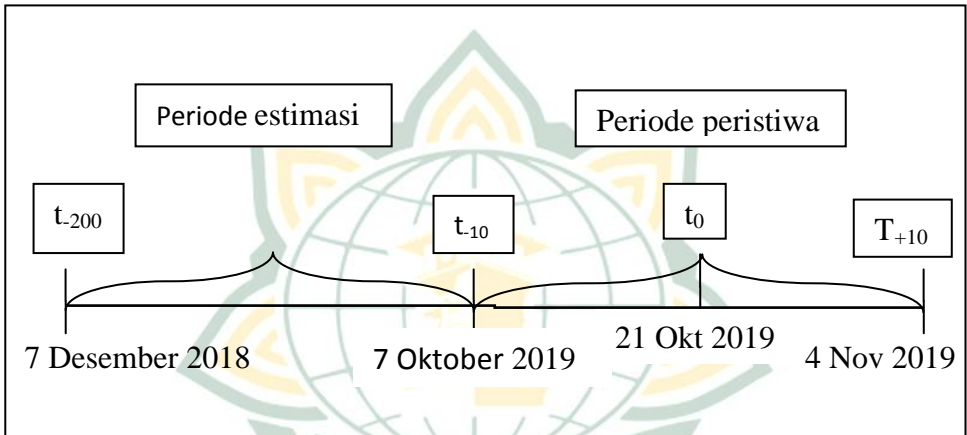 Periode estimasi
Periode peristiwa
t-200
t-10
t0
T+10
7 Desember 2018
7 Oktober 2019
21 Okt 2019
4 Nov 2019